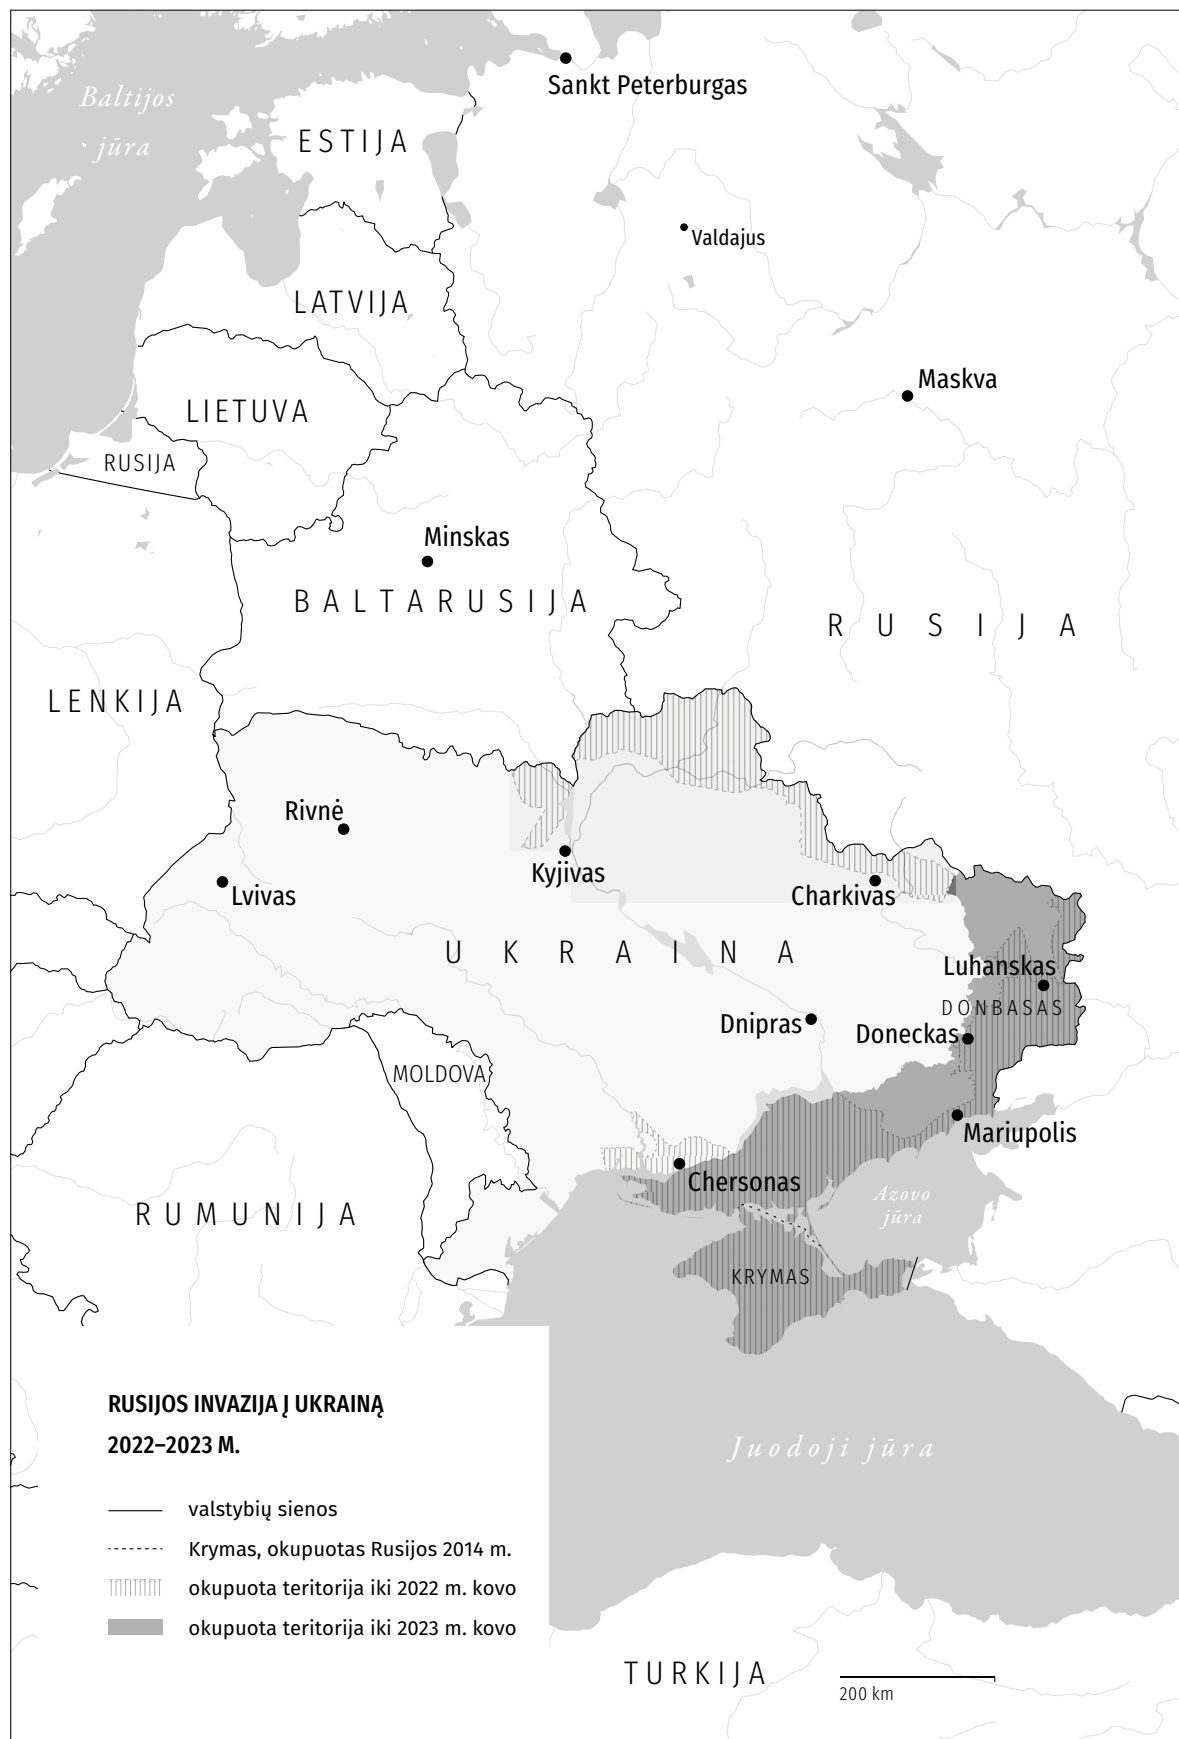 Sankt Peterburgas
Baltijos
jūra
ESTIJA
Valdajus
LATVIJA
Maskva
LIETUVA
RUSIJA
Minskas
BALTARUSIJA
RUSIJA
LENKIJA
Rivnė
Kyjivas
Lvivas
Charkivas
UKRAINA
Luhanskas
DONBASAS
Dnipras
Doneckas
MOLDOVA
Mariupolis
Chersonas
Azovo
jūra
RUMUNIJA
KRYMAS
RUSIJOS INVAZIJA Į UKRAINĄ
2022–2023 M.
Juodoji jūra
valstybių sienos
Krymas, okupuotas Rusijos 2014 m.
okupuota teritorija iki 2022 m. kovo
okupuota teritorija iki 2023 m. kovo
TURKIJA
200 km